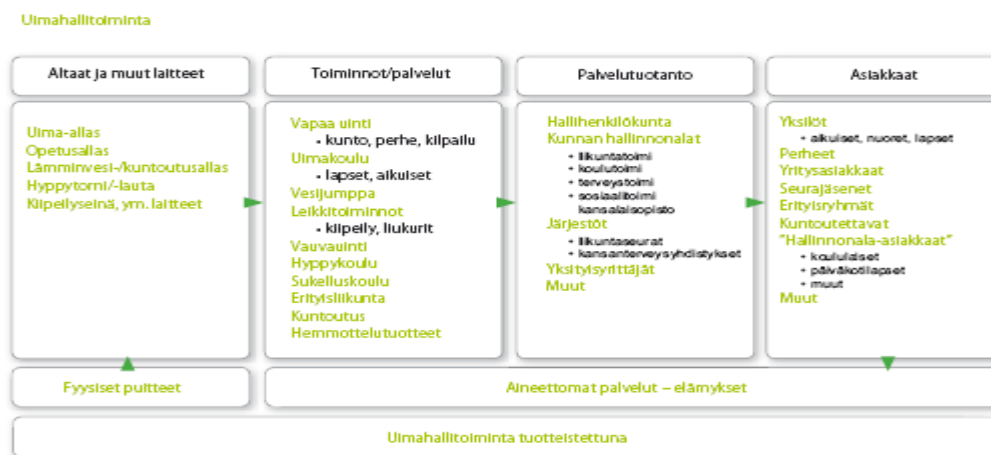 Uimahallitoiminta
Altaat ja muut laitteet
Uima-allas
Opetusallas
Lämminvesi-/kuntoutusallas
Hyppytorni/-lauta
Kiipeilyseinä, ym. laitteet
Toiminnot/palvelut
Vapaa uinti
• kunto, perhe, kilpailu
Uimakoulu
• lapset, aikuiset
Vesijumppa
Leikkitoiminnot
• kiipeily, liukurit
Vauvauinti
Hyppykoulu
Sukelluskoulu
Erityisliikunta
Kuntoutus
Hemmottelutuotteet
Palvelutuotanto
Hallihenkilökunta
Kunnan hallinnonalat
• liikuntatoimi
• koulutoimi
• terveystoimi
• sosiaalitoimi
kansalaisopisto
Järjestöt
• liikuntaseurat
• kansanterveysyhdistykset
Yksityisyrittäjät
Muut
Asiakkaat
Yksilöt
• aikuiset, nuoret, lapset
Perheet
Yritysasiakkaat
Seurajäsenet
Erityisryhmät
Kuntoutettavat
"Hallinnonala-asiakkaat"
• koululaiset
• päiväkotilapset
• muut
Muut
Fyysiset puitteet
Aineettomat palvelut – elämykset
Uimahallitoiminta tuotteistettuna